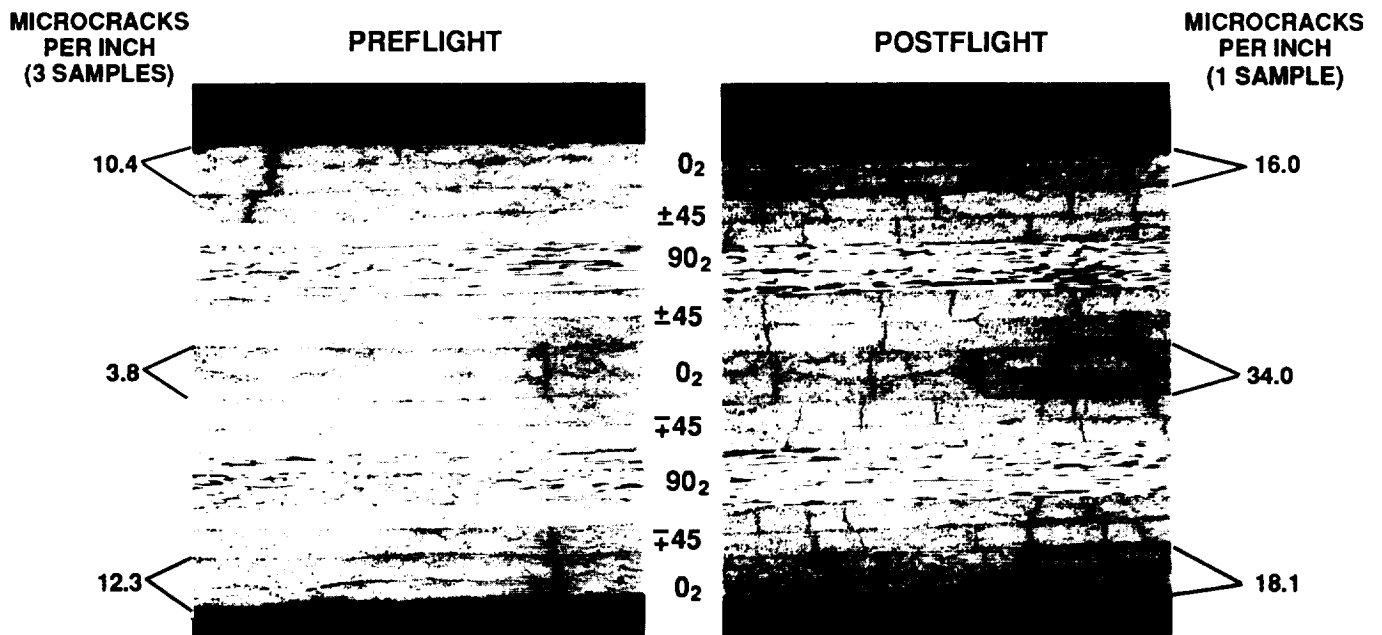 MICROCRACKS
PER INCH
(3 SAMPLES)
PREFLIGHT
POSTFLIGHT
MICROCRACKS
PER INCH
(1 SAMPLE)
10.4
0₂
16.0
±45
90₂
±45
3.8
0₂
34.0
∓45
90₂
∓45
12.3
0₂
18.1